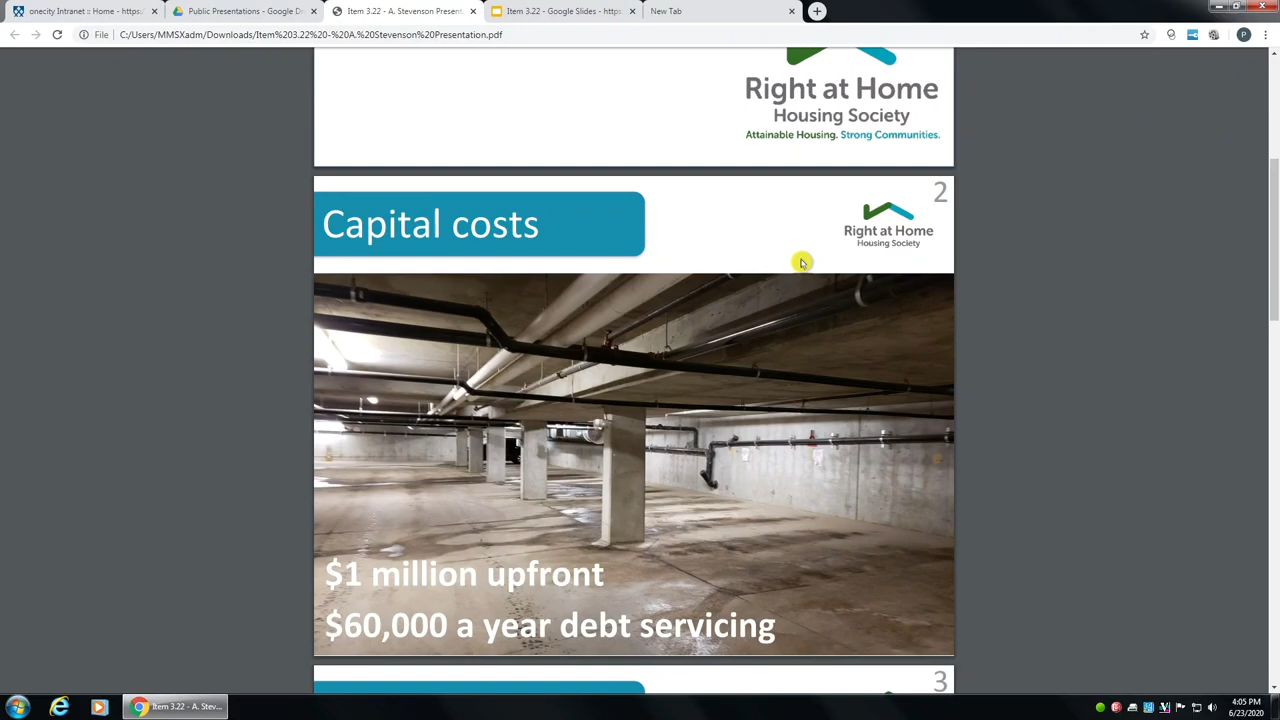 onecity Intranet :: Home - https:/
Public Presentations - Google Dr
Item 3.22 - A. Stevenson Present
Item 3.22 - Google Slides - https:
New Tab
File
C:/Users/MMSXadm/Downloads/Item%203.22%20-%20A.%20Stevenson%20Presentation.pdf
P
Right at Home
Housing Society
Attainable Housing. Strong Communities.
2
Capital costs
Right at Home
Housing Society
$1 million upfront
$60,000 a year debt servicing
3
Item 3.22 - A. Stev...
4:05 PM
6/23/2020